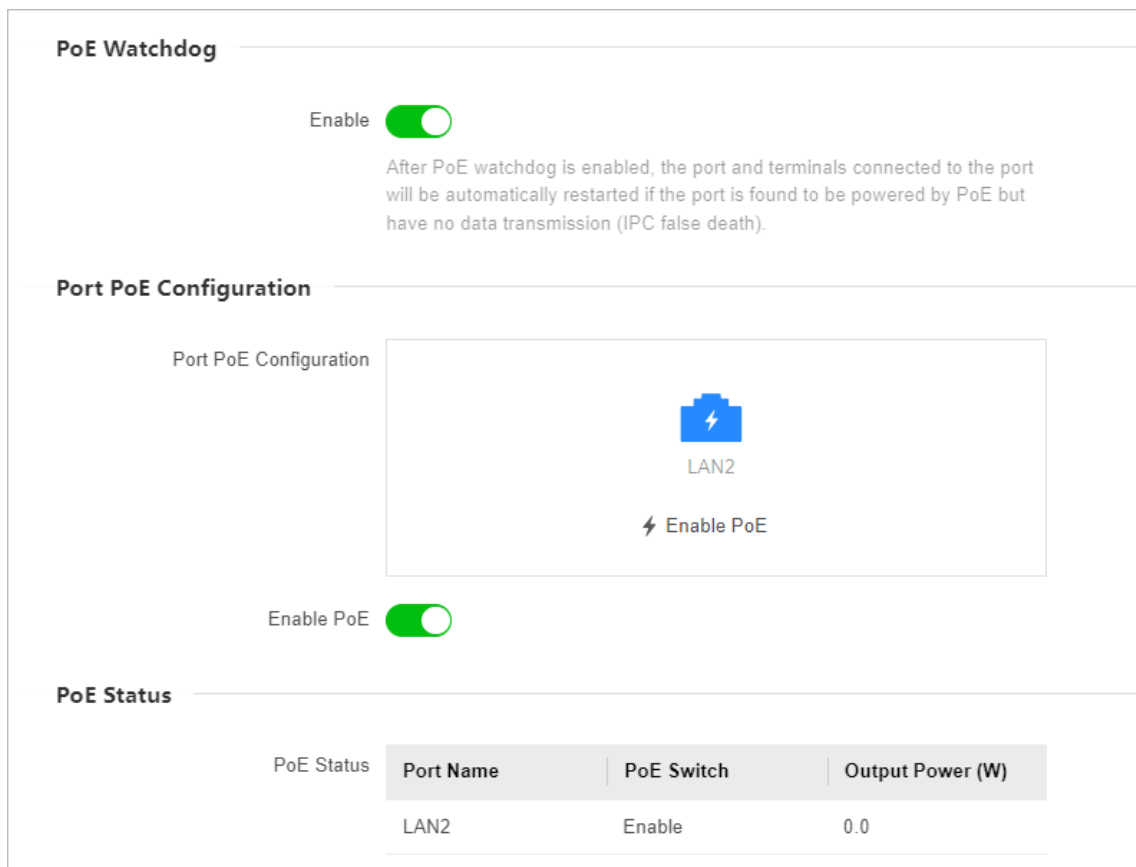 PoE Watchdog
Enable
After PoE watchdog is enabled, the port and terminals connected to the port
will be automatically restarted if the port is found to be powered by PoE but
have no data transmission (IPC false death).
Port PoE Configuration
Port PoE Configuration
LAN2
Enable PoE
Enable PoE
PoE Status
PoE Status Port Name PoE Switch Output Power (W)
LAN2 Enable 0.0